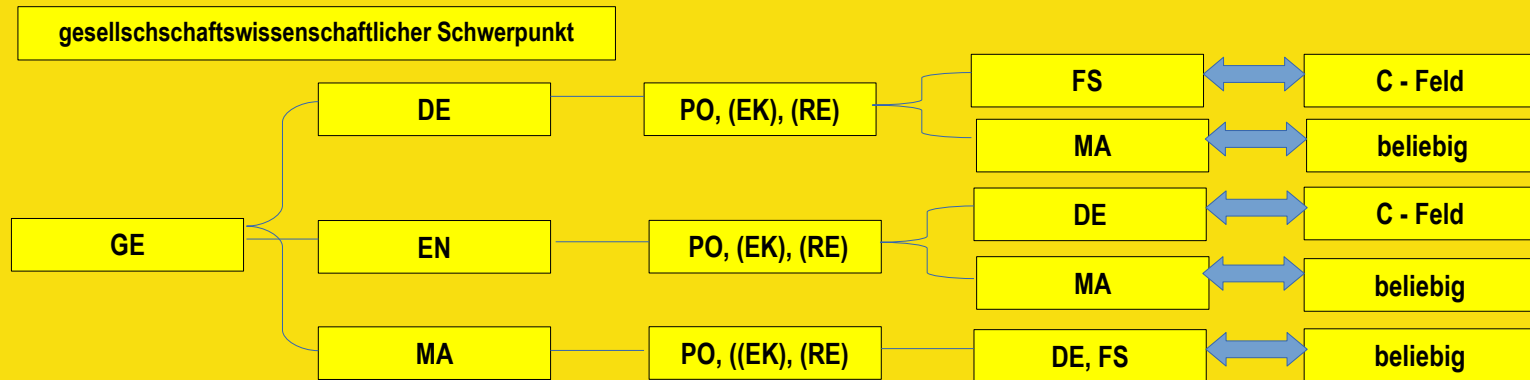 gesellschschaftswissenschaftlicher Schwerpunkt
FS
C - Feld
DE
PO, (EK), (RE)
MA
beliebig
DE
C - Feld
GE
EN
PO, (EK), (RE)
MA
beliebig
MA
PO, ((EK), (RE)
DE, FS
beliebig